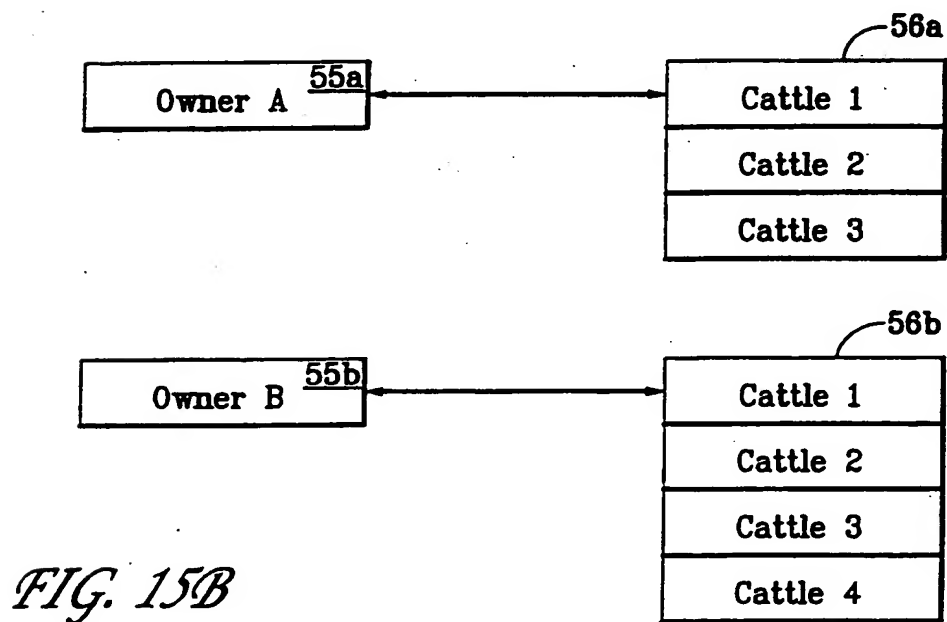 56a
Owner A 55a
Cattle 1
Cattle 2
Cattle 3
56b
Owner B 55b
Cattle 1
Cattle 2
Cattle 3
Cattle 4
FIG. 15B